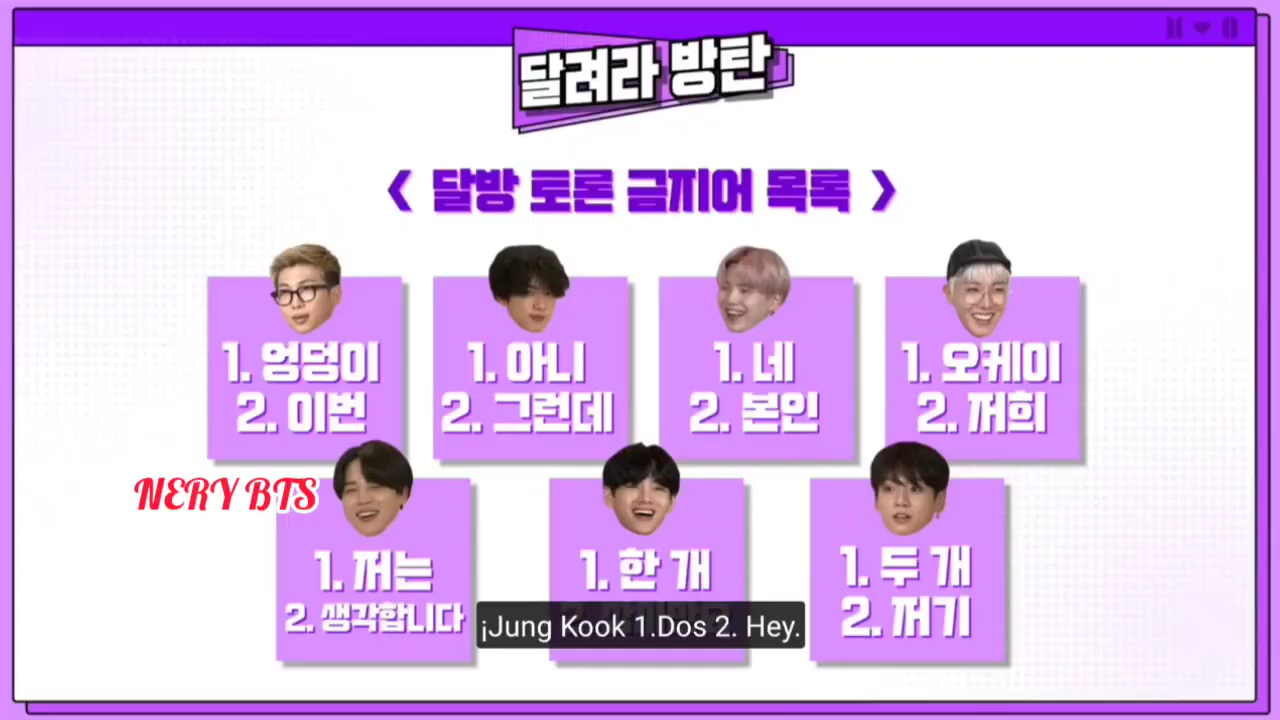 달려라 방탄
< 달방 토론 금지어 목록 >
1. 엉덩이
2. 이번
1. 아니
2. 그런데
1. 네
2. 본인
1. 오케이
2. 저희
NERY BTS
1. 저는
2. 생각합니다
1. 한 개
1. 두 개
2. 저기
¡Jung Kook 1.Dos 2. Hey.